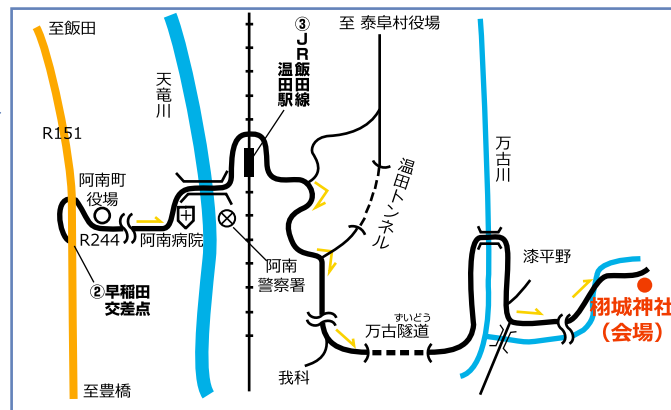 至飯田
R151
天竜川
③JR飯田線
温田駅
至 泰阜村役場
温田トンネル
万古川
阿南町
役場
R244
阿南病院
阿南
警察署
②早稲田
交差点
至豊橋
我科
ずいどう
万古隧道
漆平野
栩城神社
（会場）